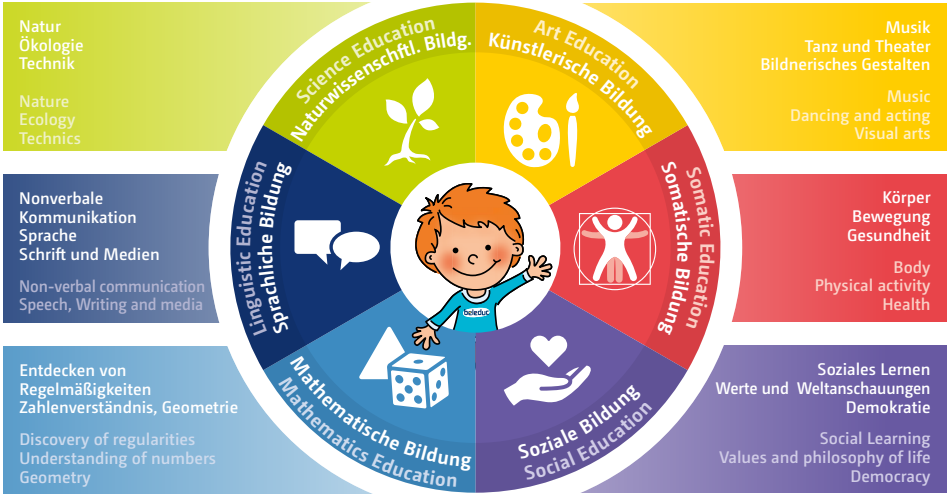 Natur
Ökologie
Technik
Nature
Ecology
Technics
Science Education
Naturwissenschftl. Bildg.
Art Education
Künstlerische Bildung
Musik
Tanz und Theater
Bildnerisches Gestalten
Music
Dancing and acting
Visual arts
Nonverbale
Kommunikation
Sprache
Schrift und Medien
Non-verbal communication
Speech, Writing and media
Linguistic Education
Sprachliche Bildung
beleduc
Somatic Education
Somatische Bildung
Körper
Bewegung
Gesundheit
Body
Physical activity
Health
Entdecken von
Regelmäßigkeiten
Zahlenverständnis, Geometrie
Discovery of regularities
Understanding of numbers
Geometry
Mathematische Bildung
Mathematics Education
Soziale Bildung
Social Education
Soziales Lernen
Werte und Weltanschauungen
Demokratie
Social Learning
Values and philosophy of life
Democracy